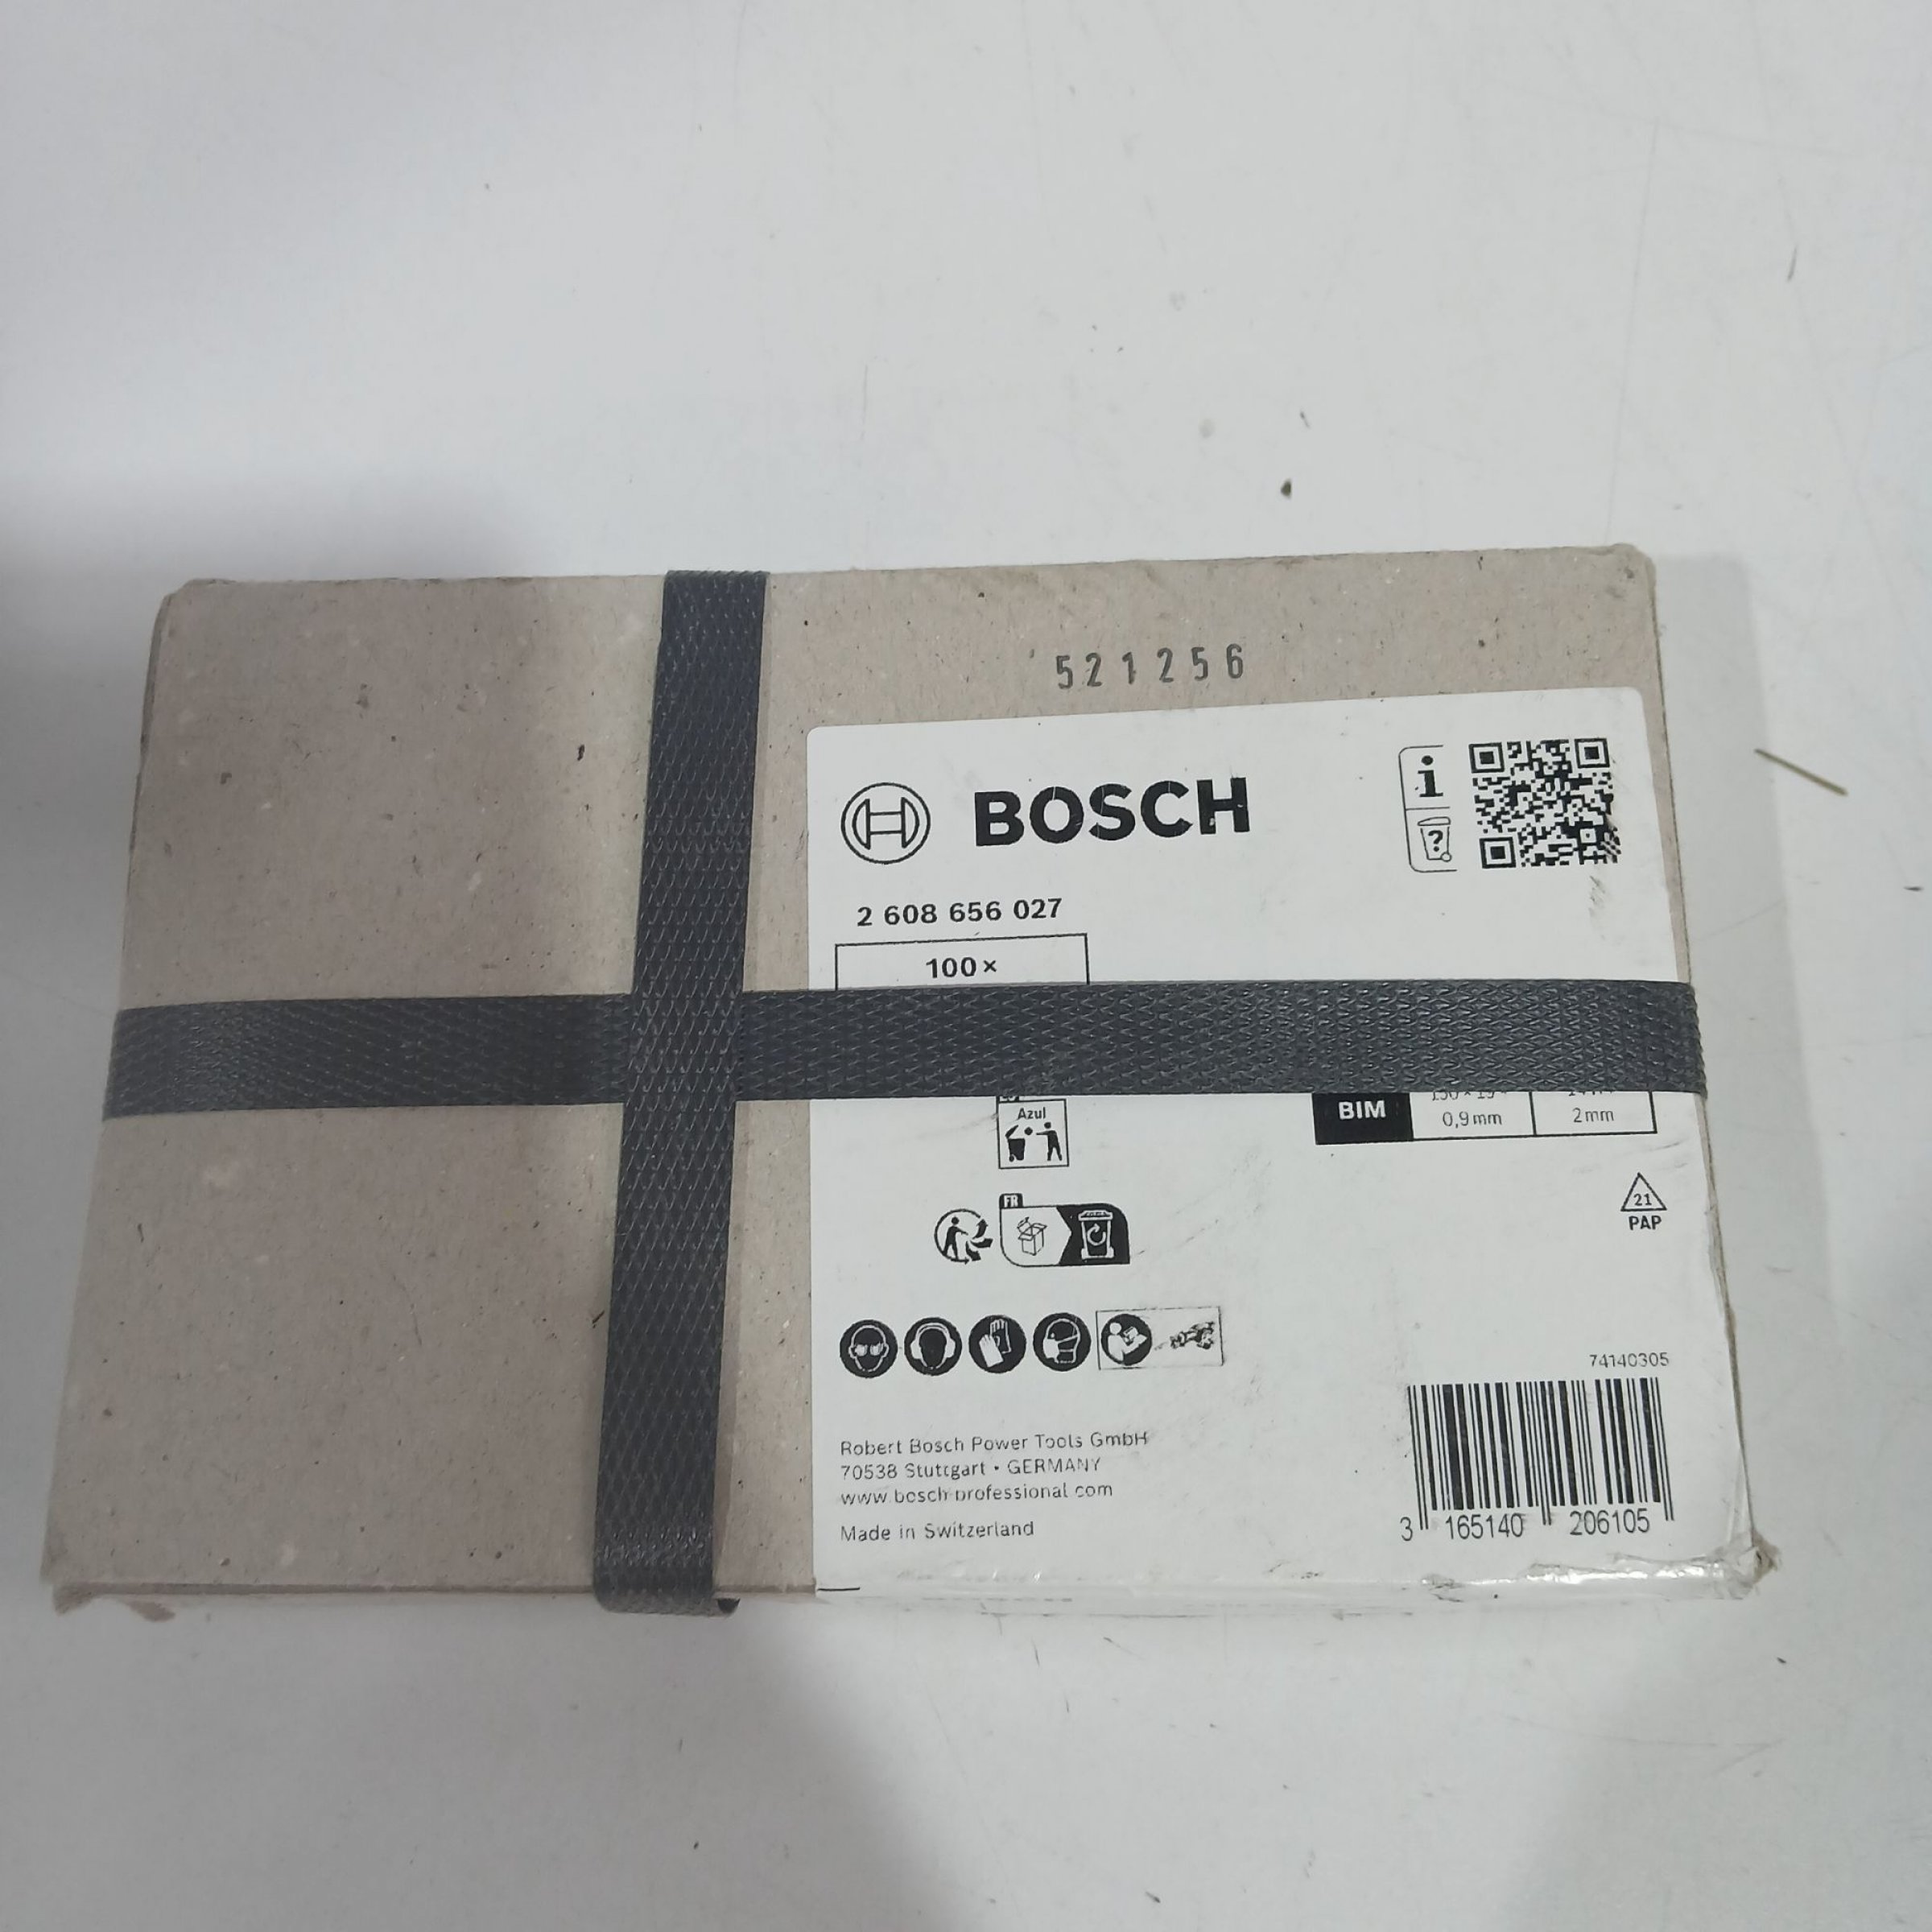 521256
BOSCH
2 608 656 027
100×
Azul
BIM
0,9mm
2mm
FR
21
PAP
74140305
Robert Bosch Power Tools GmbH
70538 Stuttgart • GERMANY
www.bosch-professional.com
Made in Switzerland
3 165140 206105